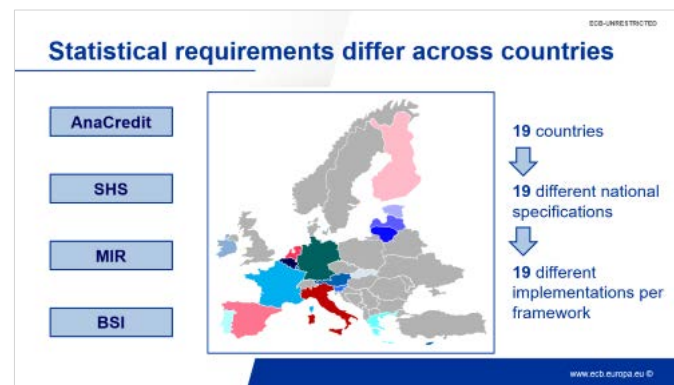 ECB-UNRESTRICTED
Statistical requirements differ across countries
AnaCredit
SHS
MIR
BSI
19 countries
19 different national
specifications
19 different
implementations per
framework
www.ecb.europa.eu ©